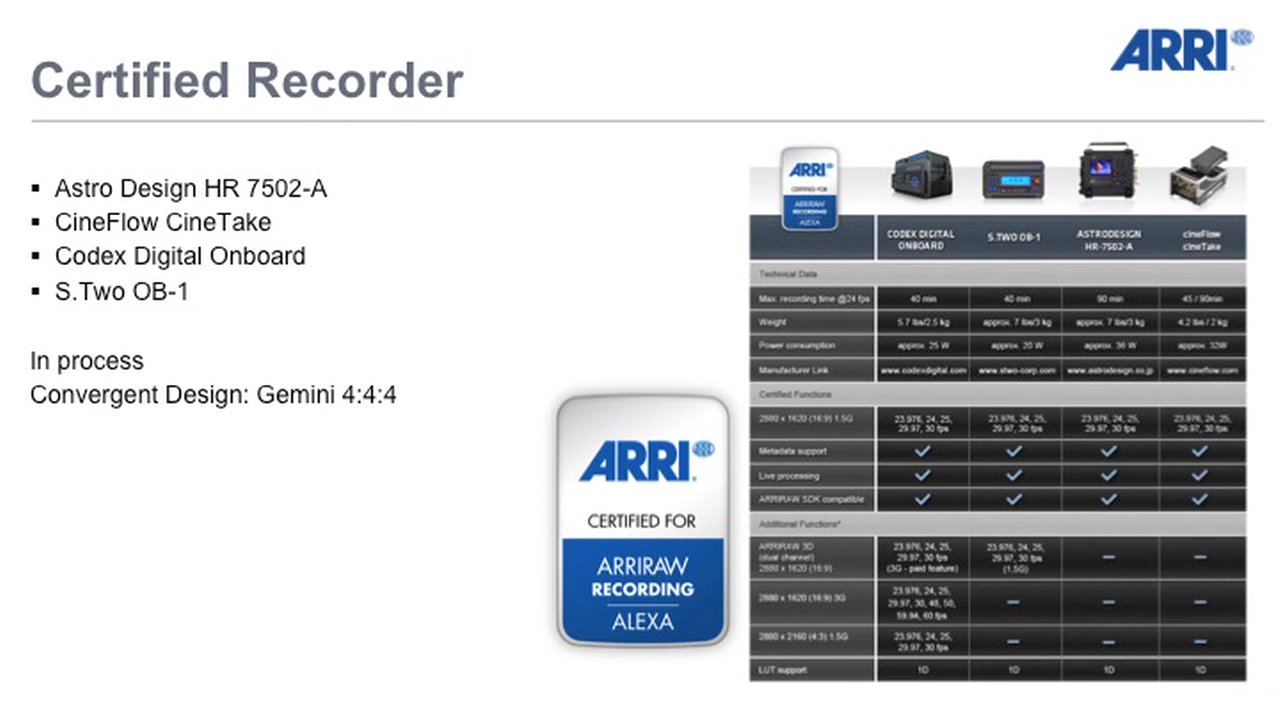 ARRI
Certified Recorder
▪ Astro Design HR 7502-A
▪ CineFlow CineTake
▪ Codex Digital Onboard
▪ S.Two OB-1
In process
Convergent Design: Gemini 4:4:4
ARRI
CERTIFIED FOR
ARRIRAW
RECORDING
ALEXA
ARRI
CERTIFIED FOR
ARRIRAW
RECORDING
ALEXA
CODEX DIGITAL ONBOARD S.TWO OB-1 ASTRODESIGN HR-7502-A cineFlow cineTake
Technical Data
Max. recording time @24 fps 40 min 40 min 90 min 45 / 90min
Weight 5.7 lbs/2.5 kg approx. 7 lbs/3 kg approx. 7 lbs/3 kg 4.2 lbs / 2 kg
Power consumption approx. 25 W approx. 20 W approx. 36 W approx. 32W
Manufacturer Link www.codexdigital.com www.stwo-corp.com www.astrodesign.co.jp www.cineflow.com
Certified Functions
2880 x 1620 (16:9) 1.5G 23.976, 24, 25, 29.97, 30 fps 23.976, 24, 25, 29.97, 30 fps 23.976, 24, 25, 29.97, 30 fps 23.976, 24, 25, 29.97, 30 fps
Metadata support ✓ ✓ ✓ ✓
Live processing ✓ ✓ ✓ ✓
ARRIRAW SDK compatible ✓ ✓ ✓ ✓
Additional Functions*
ARRIRAW 3D (dual channel) 2880 x 1620 (16:9) 23.976, 24, 25, 29.97, 30 fps (3G - paid feature) 23.976, 24, 25, 29.97, 30 fps (1.5G) — —
2880 x 1620 (16:9) 3G 23.976, 24, 25, 29.97, 30, 48, 50, 59.94, 60 fps — — —
2880 x 2160 (4:3) 1.5G 23.976, 24, 25, 29.97, 30 fps — — —
LUT support 1D 1D 1D 1D